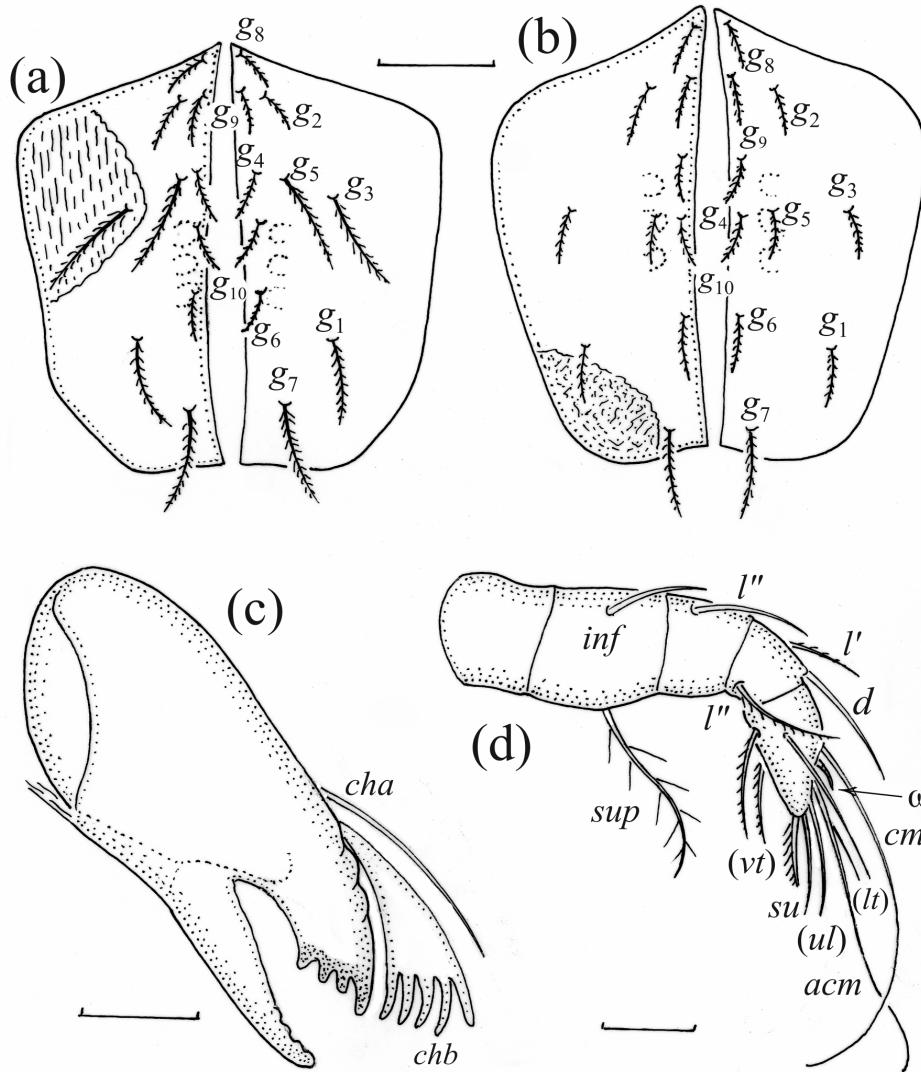 (a)
g8
g9
g2
g4
g5
g3
g10
g6
g1
g7
(b)
g8
g2
g9
g3
g4
g5
g10
g6
g1
g7
(c)
cha
chb
(d)
inf
l"
l'
l"
d
sup
ω
cm
(vt)
su
(lt)
(ul)
acm